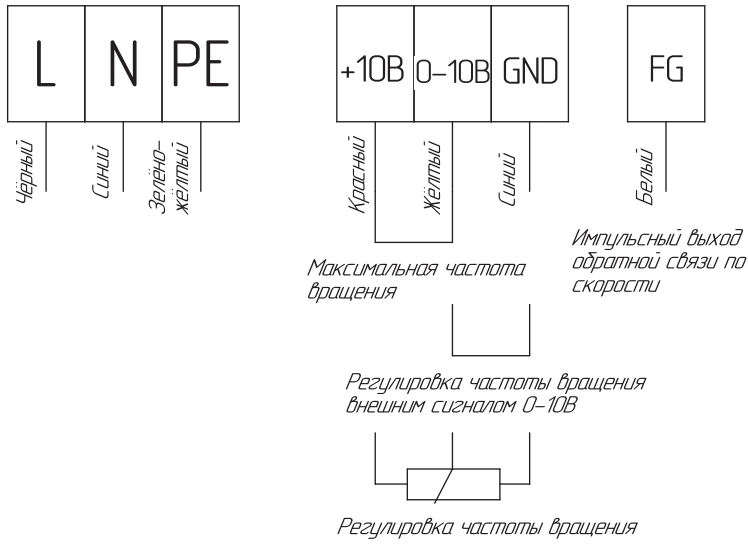 L N PE +10В 0-10В GND FG
Чёрный
Синий
Зелёно-
жёлтый
Красный
Жёлтый
Синий
Белый
Импульсный выход
обратной связи по
скорости
Максимальная частота
вращения
Регулировка частоты вращения
внешним сигналом 0-10В
Регулировка частоты вращения